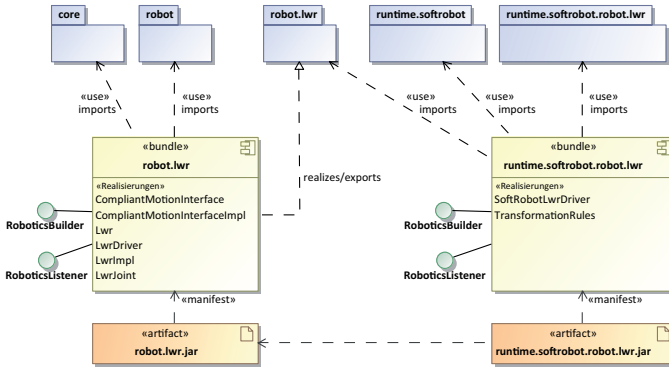 core
robot
robot.lwr
runtime.softrobot
runtime.softrobot.robot.lwr
«use»
imports
«use»
imports
«use»
imports
«use»
imports
«use»
imports
«bundle»
robot.lwr
«Realisierungen»
CompliantMotionInterface
CompliantMotionInterfaceImpl
Lwr
LwrDriver
LwrImpl
LwrJoint
RoboticsBuilder
RoboticsListener
realizes/exports
«bundle»
runtime.softrobot.robot.lwr
«Realisierungen»
SoftRobotLwrDriver
TransformationRules
RoboticsBuilder
RoboticsListener
«manifest»
«manifest»
«artifact»
robot.lwr.jar
«artifact»
runtime.softrobot.robot.lwr.jar